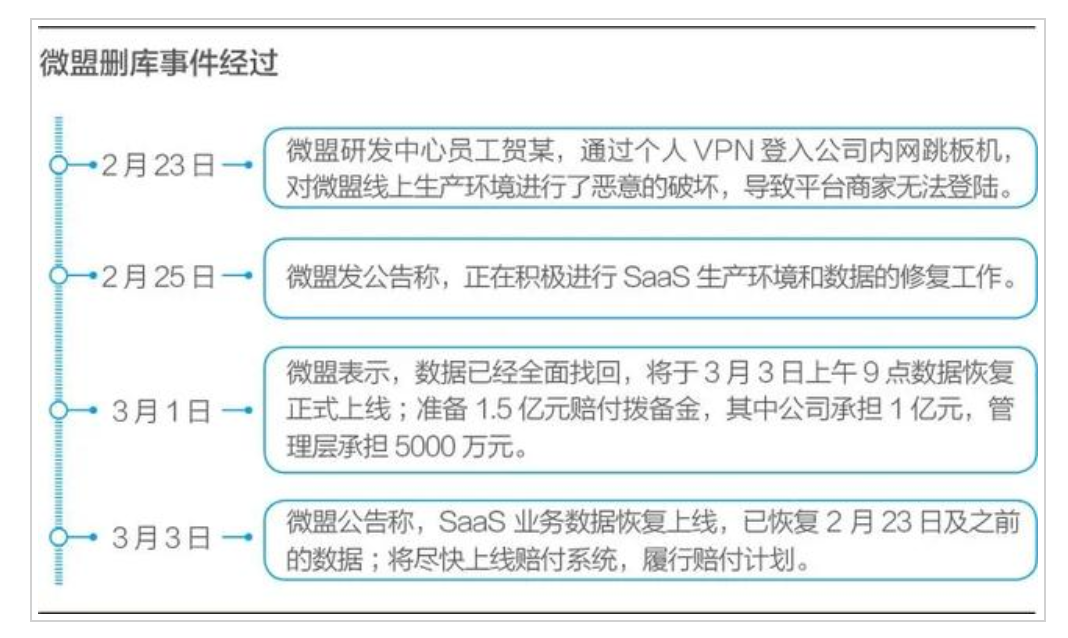 微盟删库事件经过
2月23日
微盟研发中心员工贺某，通过个人 VPN 登入公司内网跳板机，
对微盟线上生产环境进行了恶意的破坏，导致平台商家无法登陆。
2月25日
微盟发公告称，正在积极进行 SaaS 生产环境和数据的修复工作。
3月1日
微盟表示，数据已经全面找回，将于 3 月 3 日上午 9 点数据恢复
正式上线；准备 1.5 亿元赔付拨备金，其中公司承担 1 亿元，管
理层承担 5000 万元。
3月3日
微盟公告称，SaaS 业务数据恢复上线，已恢复 2 月 23 日及之前
的数据；将尽快上线赔付系统，履行赔付计划。